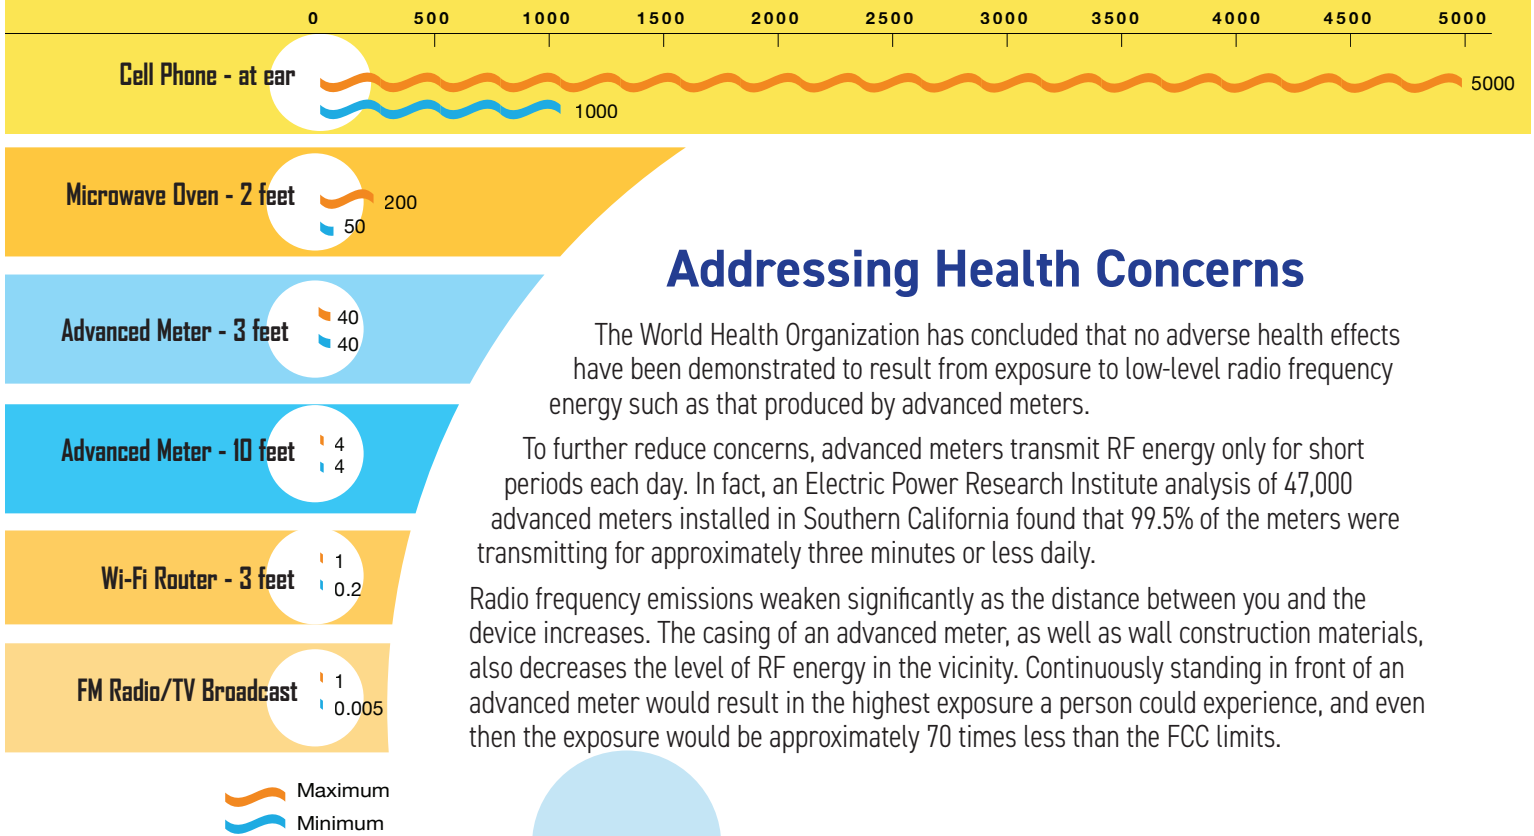 0 500 1000 1500 2000 2500 3000 3500 4000 4500 5000
Cell Phone - at ear
5000
1000
Microwave Oven - 2 feet
200
50
Advanced Meter - 3 feet
40
40
Advanced Meter - 10 feet
4
4
Wi-Fi Router - 3 feet
1
0.2
FM Radio/TV Broadcast
1
0.005
Maximum
Minimum
Addressing Health Concerns
The World Health Organization has concluded that no adverse health effects
have been demonstrated to result from exposure to low-level radio frequency
energy such as that produced by advanced meters.
To further reduce concerns, advanced meters transmit RF energy only for short
periods each day. In fact, an Electric Power Research Institute analysis of 47,000
advanced meters installed in Southern California found that 99.5% of the meters were
transmitting for approximately three minutes or less daily.
Radio frequency emissions weaken significantly as the distance between you and the
device increases. The casing of an advanced meter, as well as wall construction materials,
also decreases the level of RF energy in the vicinity. Continuously standing in front of an
advanced meter would result in the highest exposure a person could experience, and even
then the exposure would be approximately 70 times less than the FCC limits.